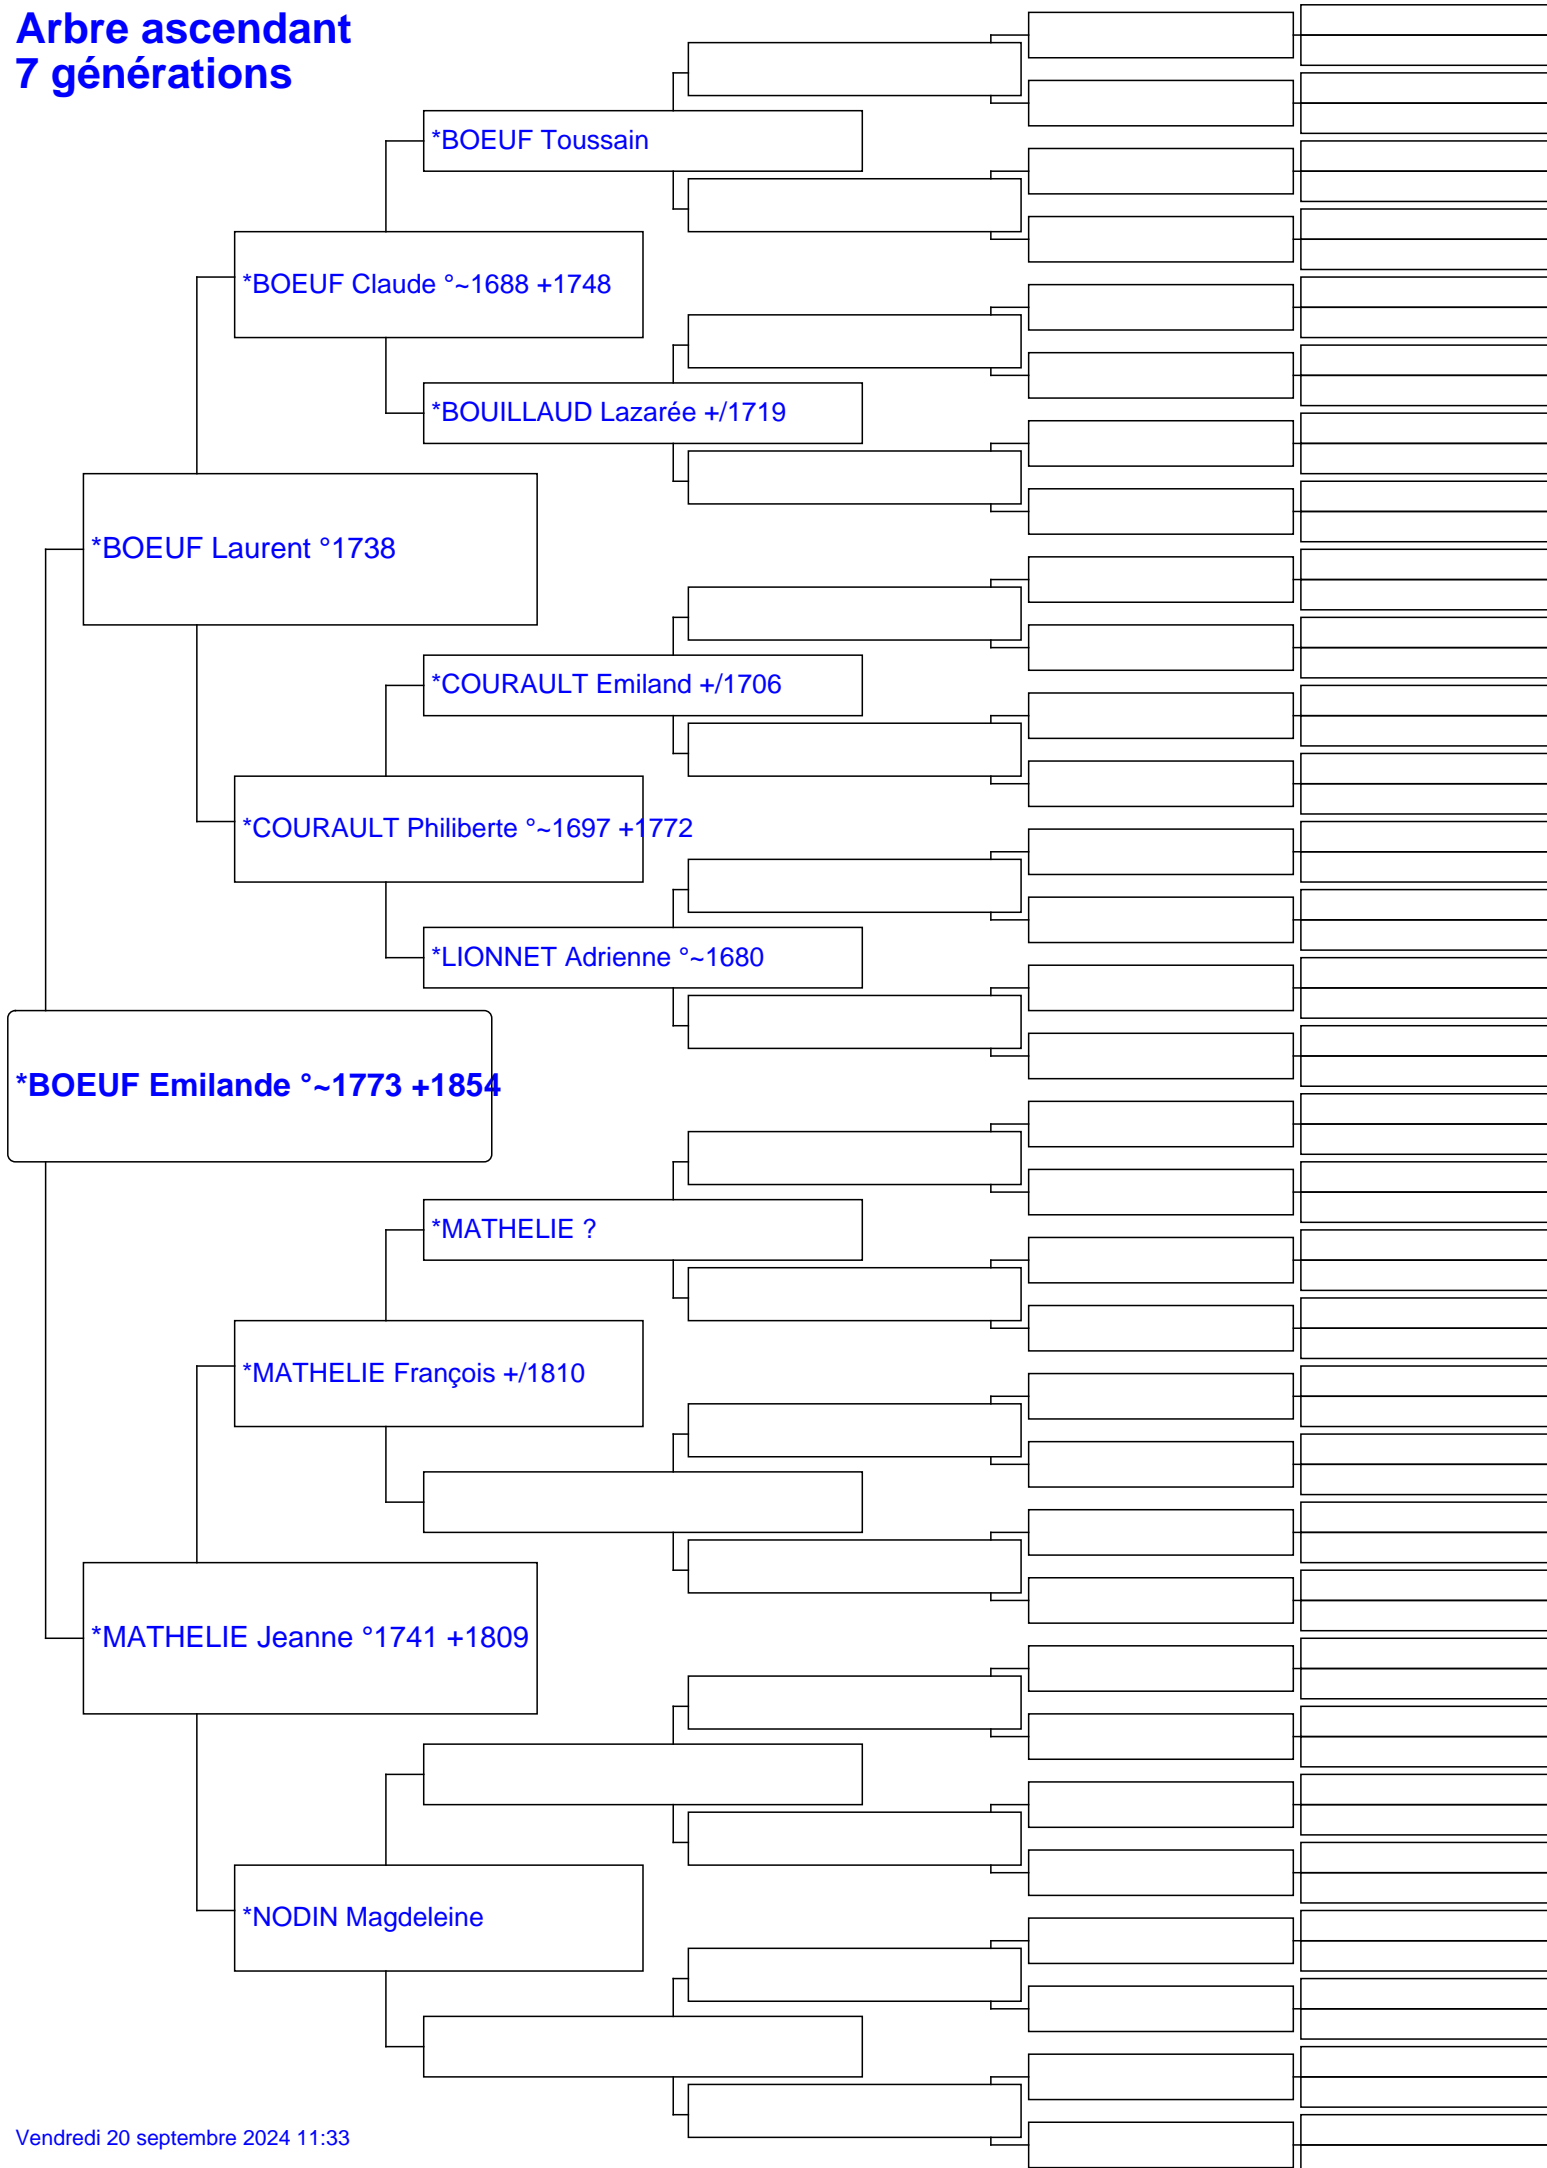 Arbre ascendant
7 générations
*BOEUF Toussain
*BOEUF Claude °~1688 +1748
*BOUILLAUD Lazarée +/1719
*BOEUF Laurent °1738
*COURAULT Emiland +/1706
*COURAULT Philiberte °~1697 +1772
*LIONNET Adrienne °~1680
*BOEUF Emilande °~1773 +1854
*MATHELIE ?
*MATHELIE François +/1810
*MATHELIE Jeanne °1741 +1809
*NODIN Magdeleine
Vendredi 20 septembre 2024 11:33